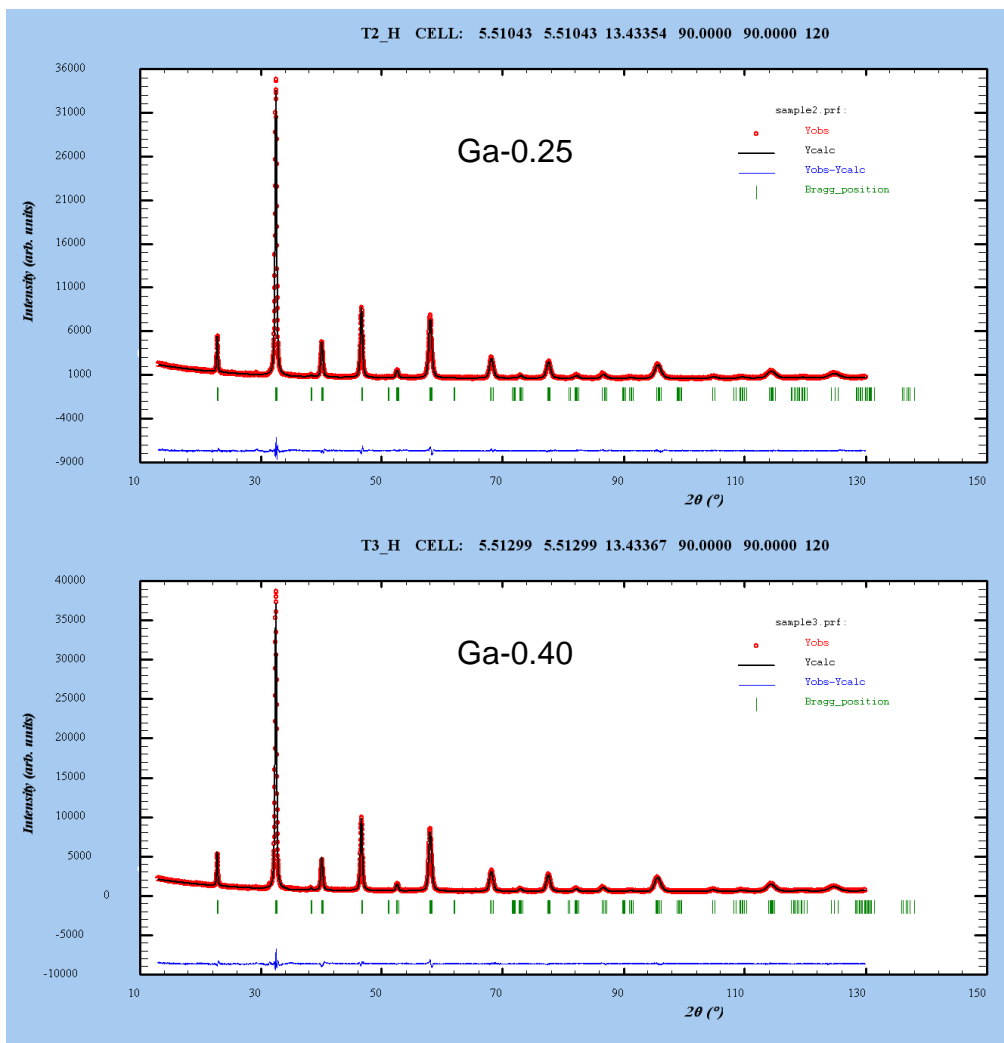 T2_H CELL: 5.51043 5.51043 13.43354 90.0000 90.0000 120
36000
31000
26000
21000
16000
11000
6000
1000
-4000
-9000
Intensity (arb. units)
Ga-0.25
sample2.prf:
Yobs
Ycalc
Yobs-Ycalc
Bragg_position
10 30 50 70 90 110 130 150
2θ (°)
T3_H CELL: 5.51299 5.51299 13.43367 90.0000 90.0000 120
40000
35000
30000
25000
20000
15000
10000
5000
0
-5000
-10000
Intensity (arb. units)
Ga-0.40
sample3.prf:
Yobs
Ycalc
Yobs-Ycalc
Bragg_position
10 30 50 70 90 110 130 150
2θ (°)